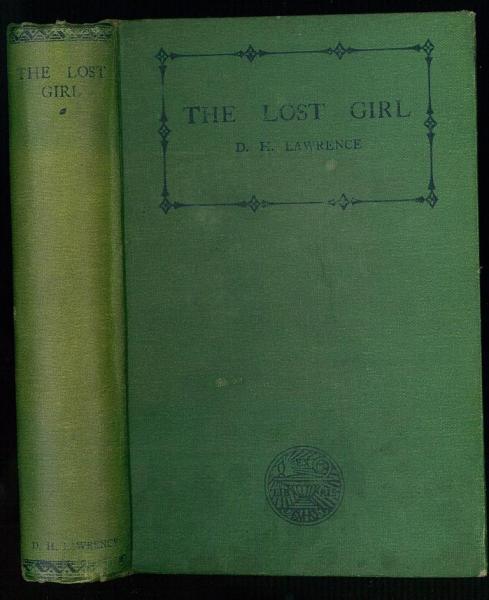 THE LOST
GIRL
D. H. LAWRENCE
THE LOST GIRL
D. H. LAWRENCE